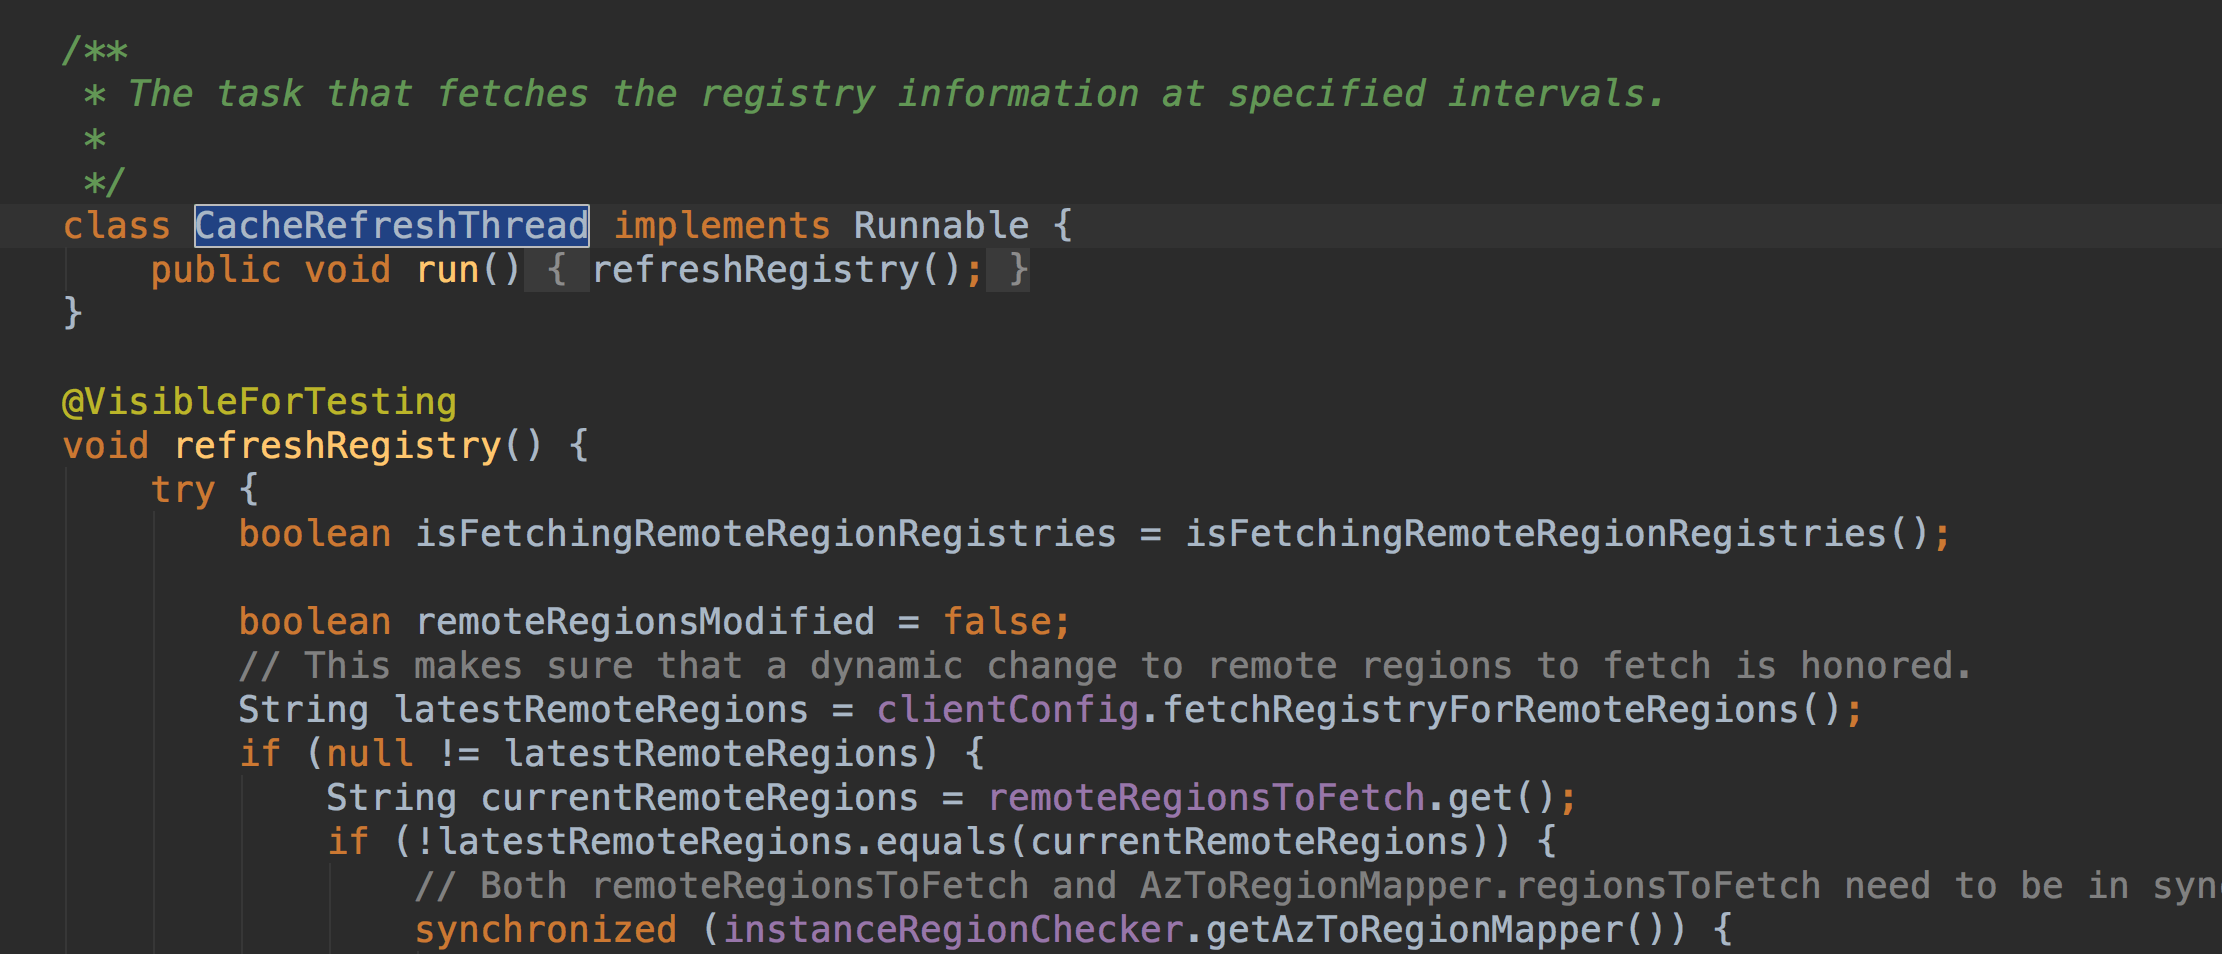 /**
 * The task that fetches the registry information at specified intervals.
 *
 */
class CacheRefreshThread implements Runnable {
    public void run() { refreshRegistry(); }
}
@VisibleForTesting
void refreshRegistry() {
    try {
        boolean isFetchingRemoteRegionRegistries = isFetchingRemoteRegionRegistries();
        boolean remoteRegionsModified = false;
        // This makes sure that a dynamic change to remote regions to fetch is honored.
        String latestRemoteRegions = clientConfig.fetchRegistryForRemoteRegions();
        if (null != latestRemoteRegions) {
            String currentRemoteRegions = remoteRegionsToFetch.get();
            if (!latestRemoteRegions.equals(currentRemoteRegions)) {
                // Both remoteRegionsToFetch and AzToRegionMapper.regionsToFetch need to be in syn
                synchronized (instanceRegionChecker.getAzToRegionMapper()) {